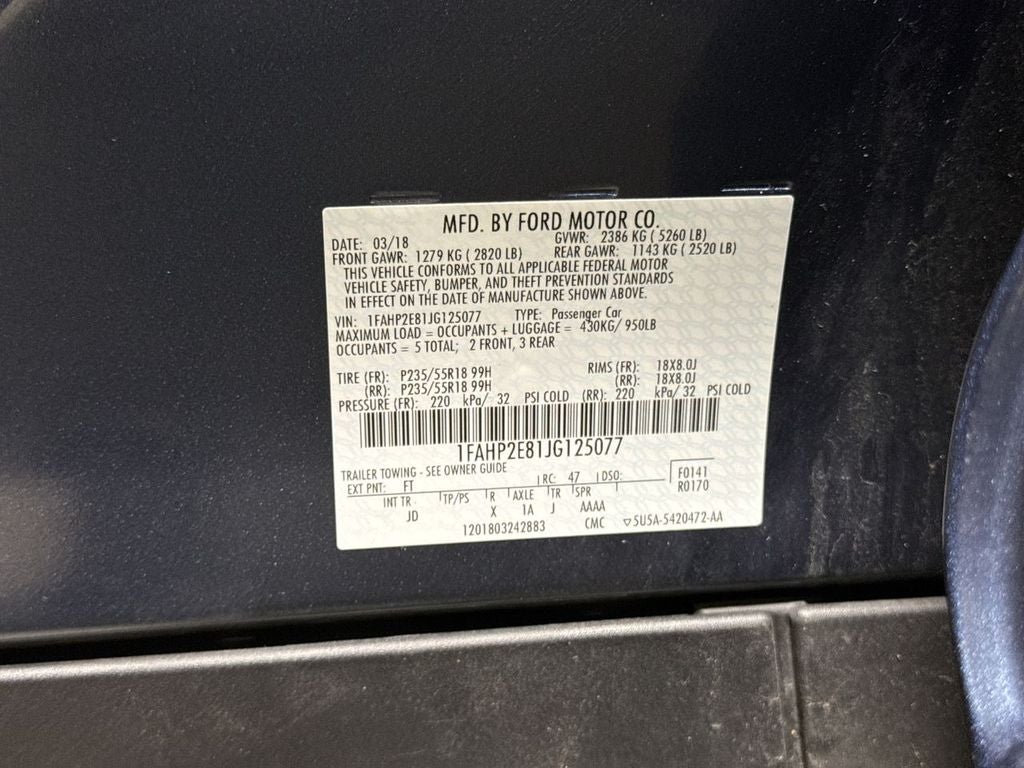 MFD. BY FORD MOTOR CO.
DATE: 03/18 GVWR: 2386 KG ( 5260 LB)
FRONT GAWR: 1279 KG ( 2820 LB) REAR GAWR: 1143 KG ( 2520 LB)
THIS VEHICLE CONFORMS TO ALL APPLICABLE FEDERAL MOTOR
VEHICLE SAFETY, BUMPER, AND THEFT PREVENTION STANDARDS
IN EFFECT ON THE DATE OF MANUFACTURE SHOWN ABOVE.
VIN: 1FAHP2E81JG125077 TYPE: Passenger Car
MAXIMUM LOAD = OCCUPANTS + LUGGAGE = 430KG/ 950LB
OCCUPANTS = 5 TOTAL; 2 FRONT, 3 REAR
TIRE (FR): P235/55R18 99H RIMS (FR): 18X8.0J
(RR): P235/55R18 99H (RR): 18X8.0J
PRESSURE (FR): 220 kPa/ 32 PSI COLD (RR): 220 kPa/ 32 PSI COLD
1FAHP2E81JG125077
TRAILER TOWING - SEE OWNER GUIDE
EXT PNT: FT RC: 47 DSO: F0141
INT TR TP/PS R AXLE TR SPR R0170
JD X 1A J AAAA
1201803242883 CMC ▽5U5A-5420472-AA